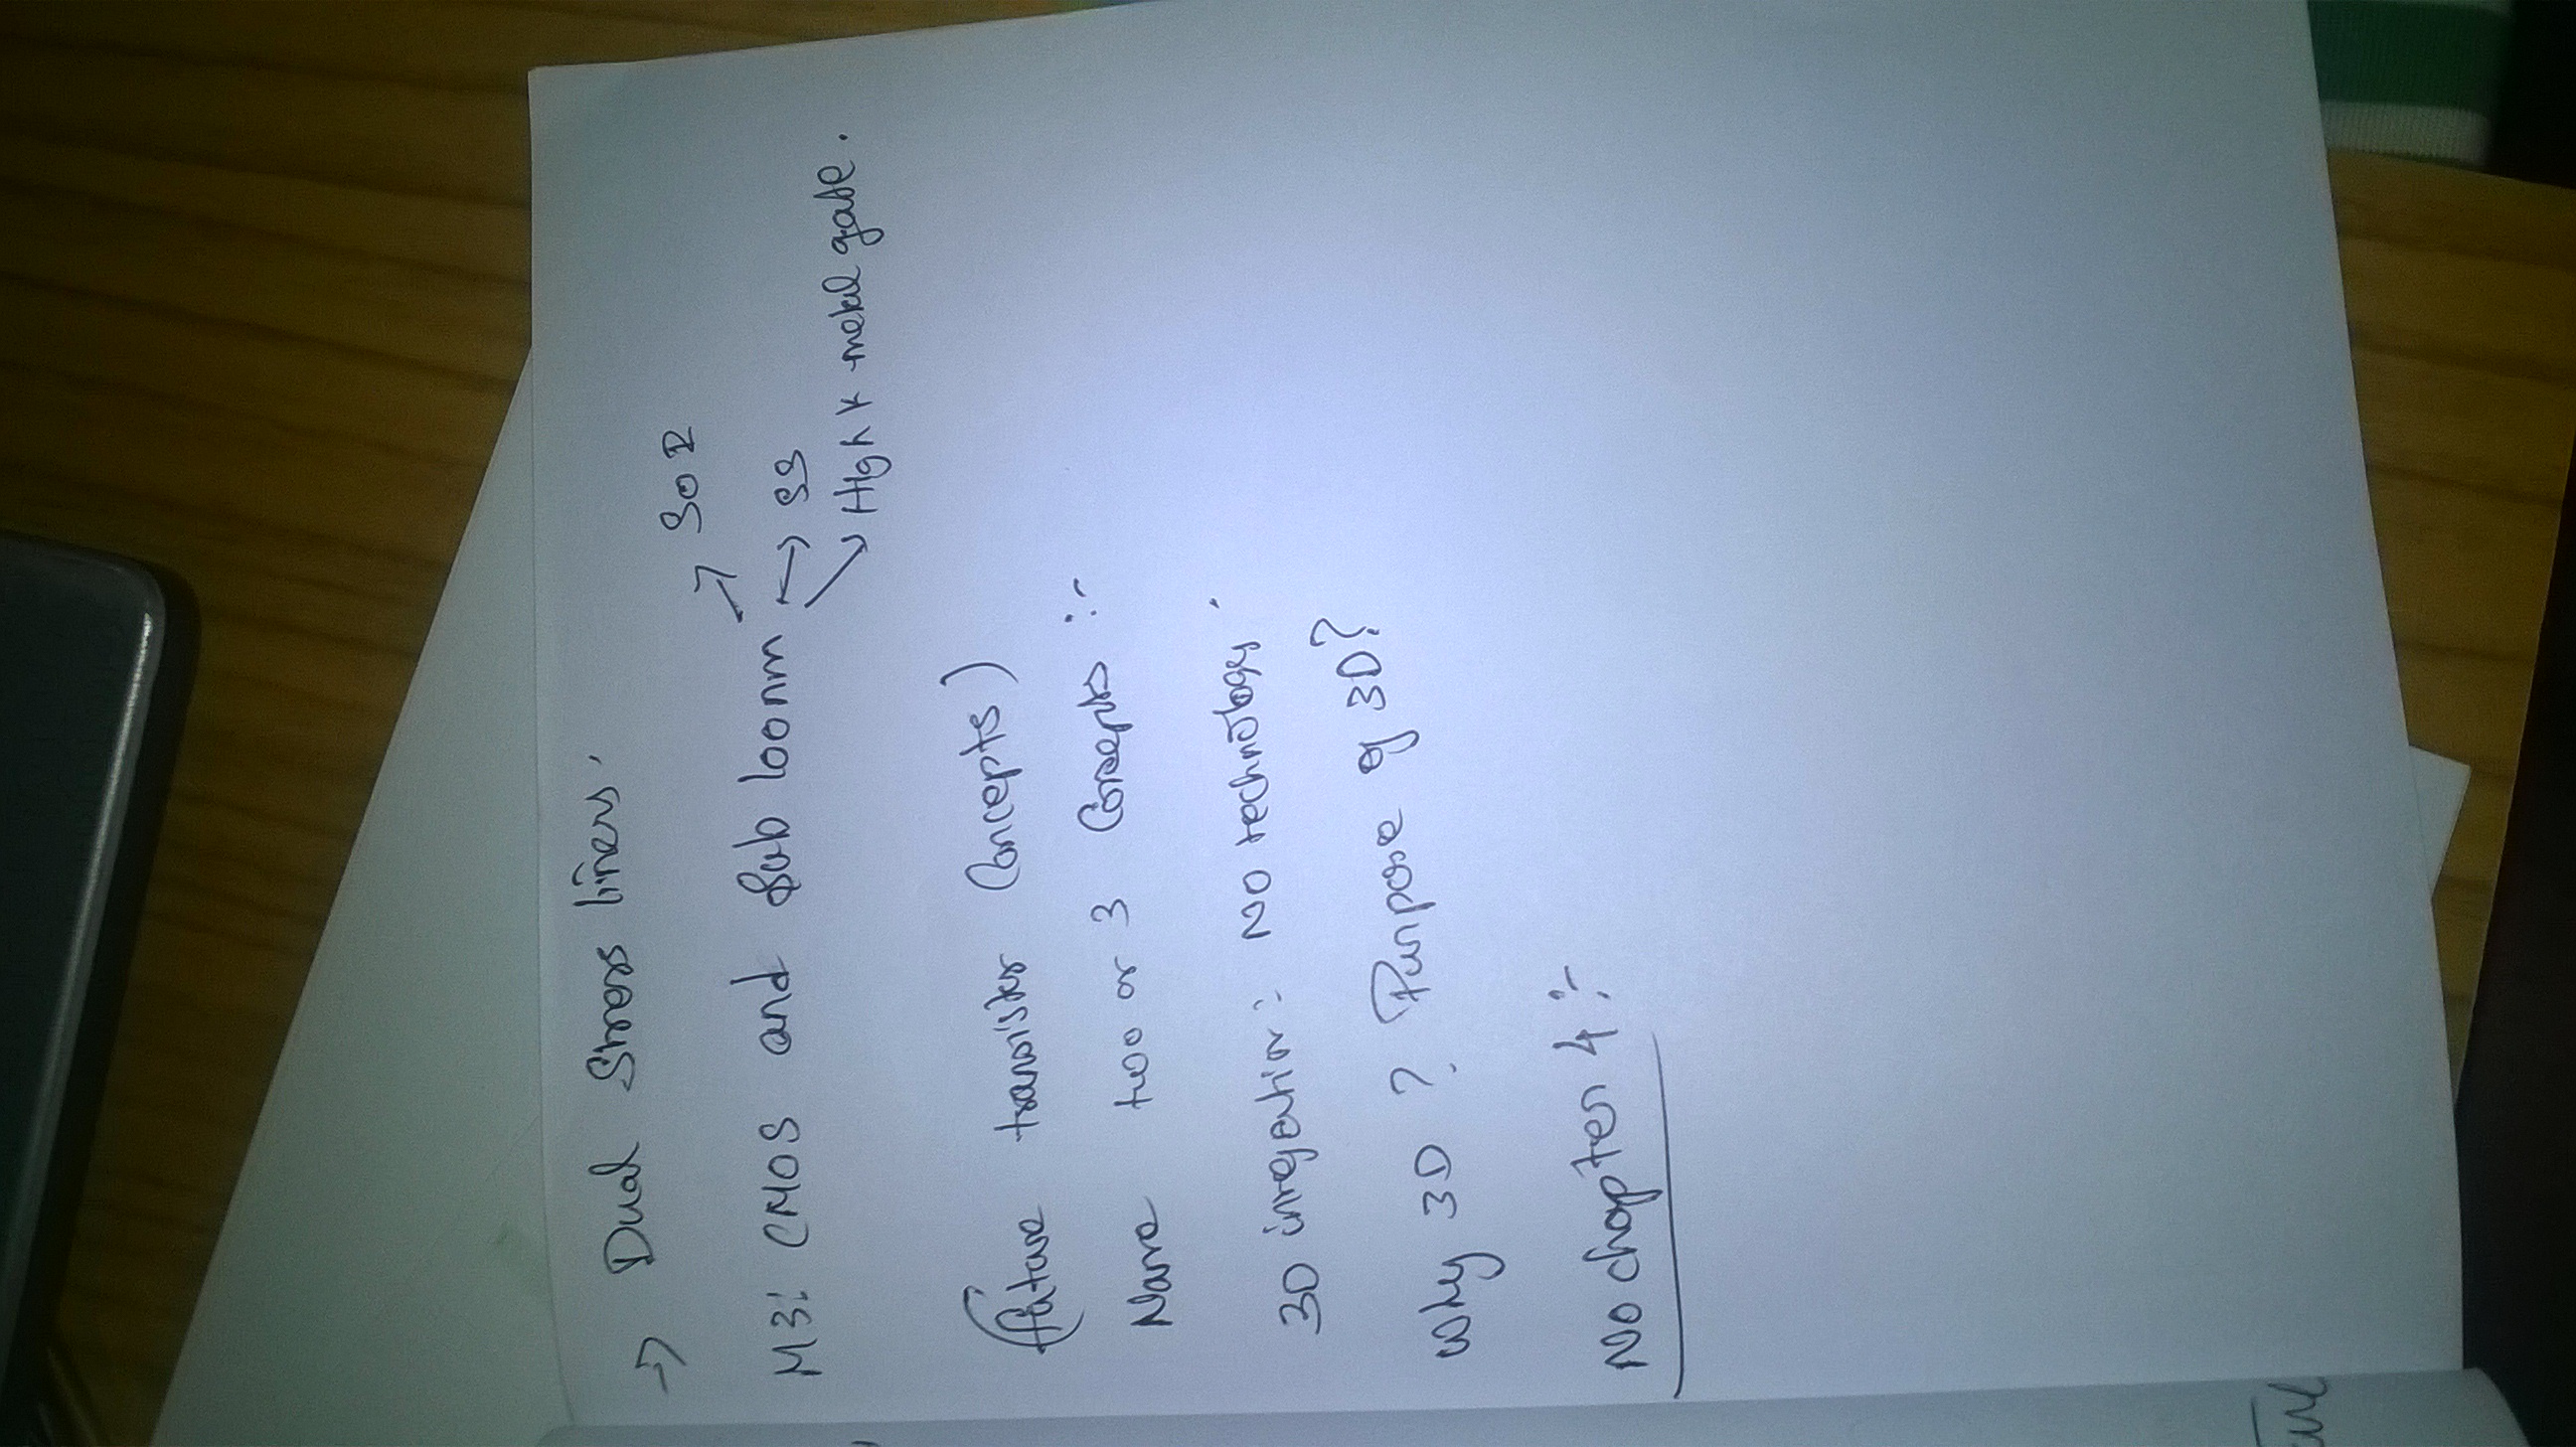 → Dual Stress liners.
M3: CMOS and Sub 100nm → SOI
→ SS
→ High K metal gate.
(future transistor Concepts)
Name two or 3 Concepts :-
3D integration: NO technology.
Why 3D ? Purpose of 3D?
No chapter 4 :-